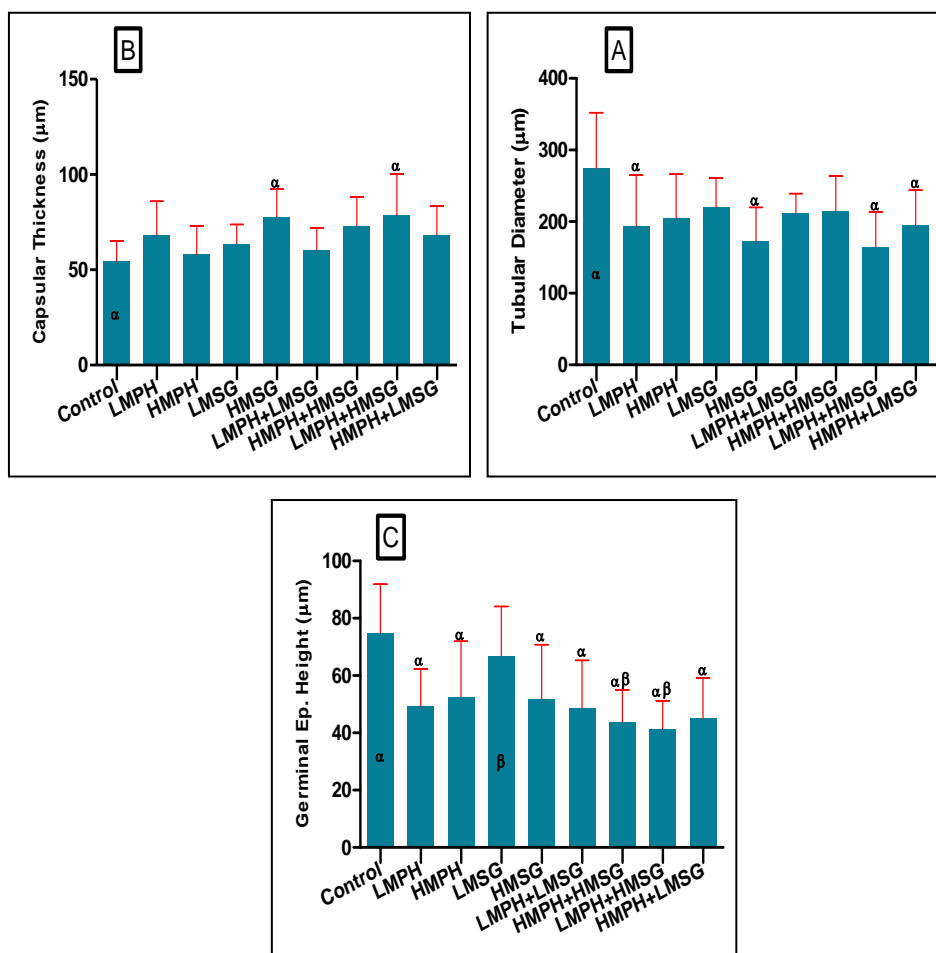 B
Capsular Thickness (μm)
150
100
50
0
α
α
α
Control
LMPH
HMPH
LMSG
HMSG
LMPH+LMSG
HMPH+HMSG
LMPH+HMSG
HMPH+LMSG
A
Tubular Diameter (μm)
400
300
200
100
0
α
α
α
α
α
Control
LMPH
HMPH
LMSG
HMSG
LMPH+LMSG
HMPH+HMSG
LMPH+HMSG
HMPH+LMSG
C
Germinal Ep. Height (μm)
100
80
60
40
20
0
α
α
α
β
α
α
αβ
αβ
α
Control
LMPH
HMPH
LMSG
HMSG
LMPH+LMSG
HMPH+HMSG
LMPH+HMSG
HMPH+LMSG